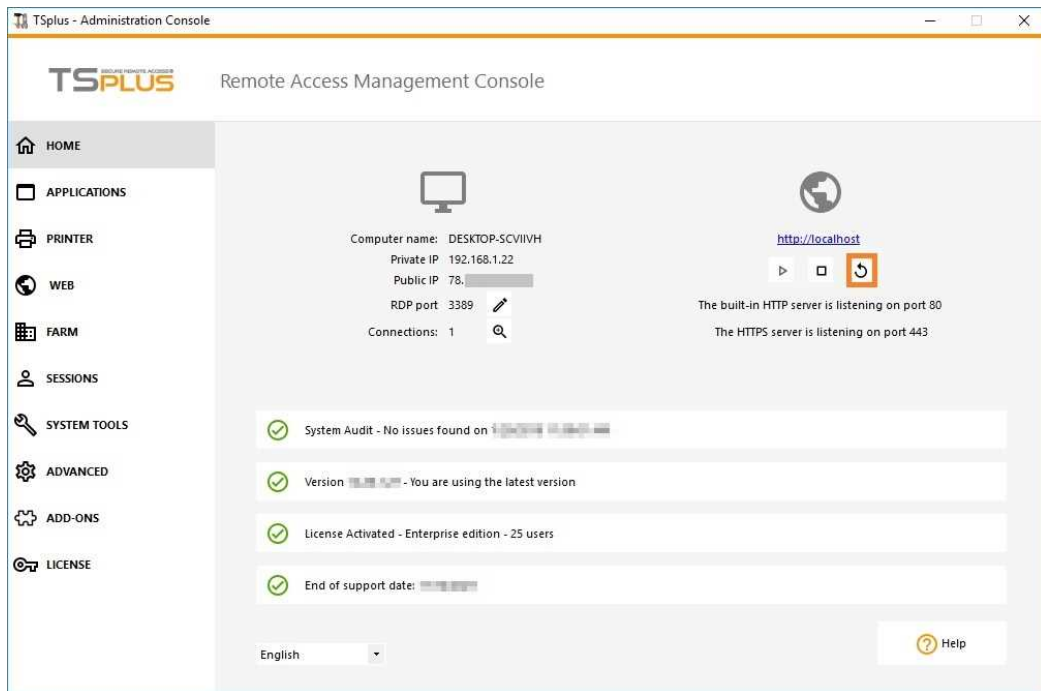 TSplus - Administration Console
TSPLUS
SECURE REMOTE ACCESS
Remote Access Management Console
HOME
APPLICATIONS
PRINTER
WEB
FARM
SESSIONS
SYSTEM TOOLS
ADVANCED
ADD-ONS
LICENSE
Computer name: DESKTOP-SCVIIVH
Private IP 192.168.1.22
Public IP 78.
RDP port 3389
Connections: 1
http://localhost
The built-in HTTP server is listening on port 80
The HTTPS server is listening on port 443
System Audit - No issues found on
Version - You are using the latest version
License Activated - Enterprise edition - 25 users
End of support date:
English
Help